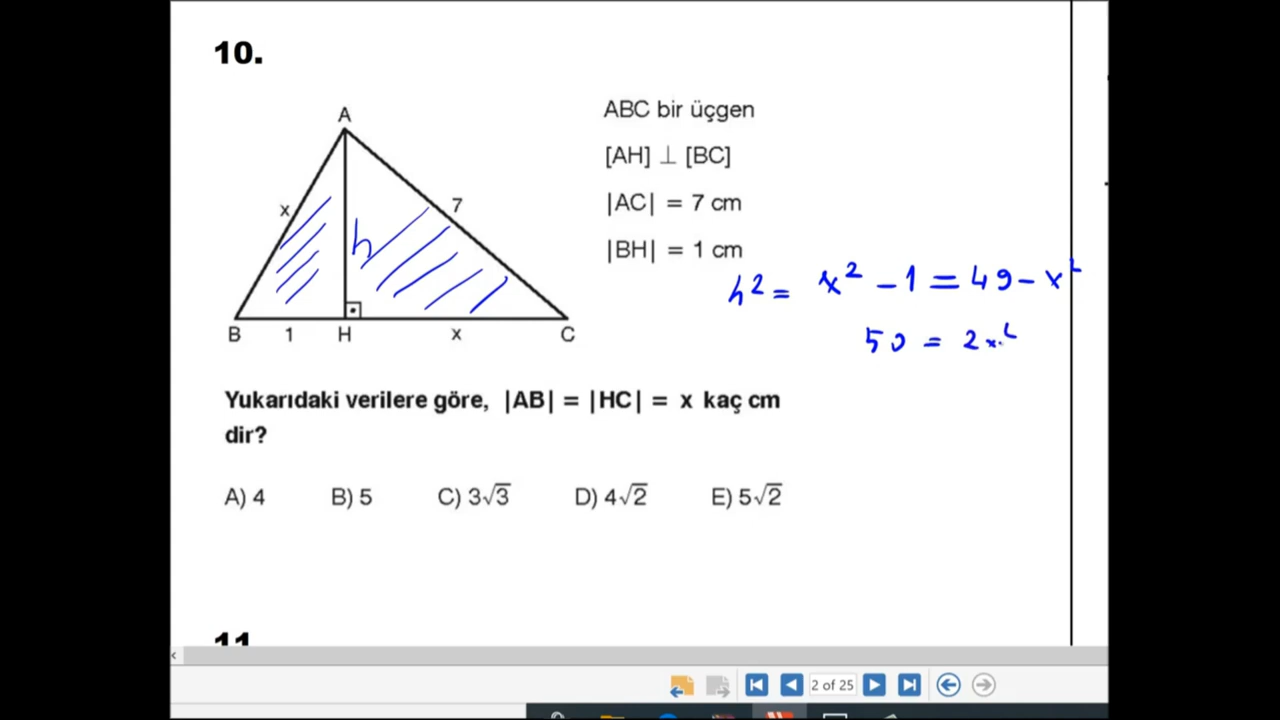 10.
A
x
7
h
B
1
H
x
C
ABC bir üçgen
[AH] ⊥ [BC]
|AC| = 7 cm
|BH| = 1 cm
h² = x² - 1 = 49 - x²
50 = 2x²
Yukarıdaki verilere göre, |AB| = |HC| = x kaç cm
dir?
A) 4 B) 5 C) 3√3 D) 4√2 E) 5√2
11
2 of 25